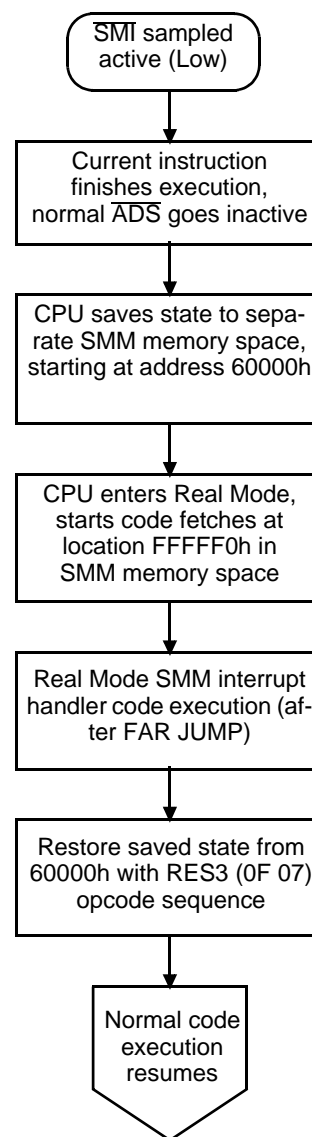 SMI sampled
active (Low)
Current instruction
finishes execution,
normal ADS goes inactive
CPU saves state to sepa-
rate SMM memory space,
starting at address 60000h
CPU enters Real Mode,
starts code fetches at
location FFFFF0h in
SMM memory space
Real Mode SMM interrupt
handler code execution (af-
ter FAR JUMP)
Restore saved state from
60000h with RES3 (0F 07)
opcode sequence
Normal code
execution
resumes